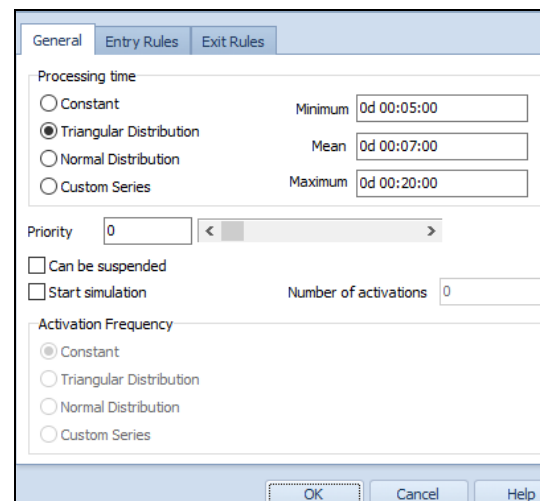 General Entry Rules Exit Rules
Processing time
Constant
Minimum 0d 00:05:00
Triangular Distribution
Mean 0d 00:07:00
Normal Distribution
Maximum 0d 00:20:00
Custom Series
Priority 0
Can be suspended
Start simulation Number of activations 0
Activation Frequency
Constant
Triangular Distribution
Normal Distribution
Custom Series
OK Cancel Help